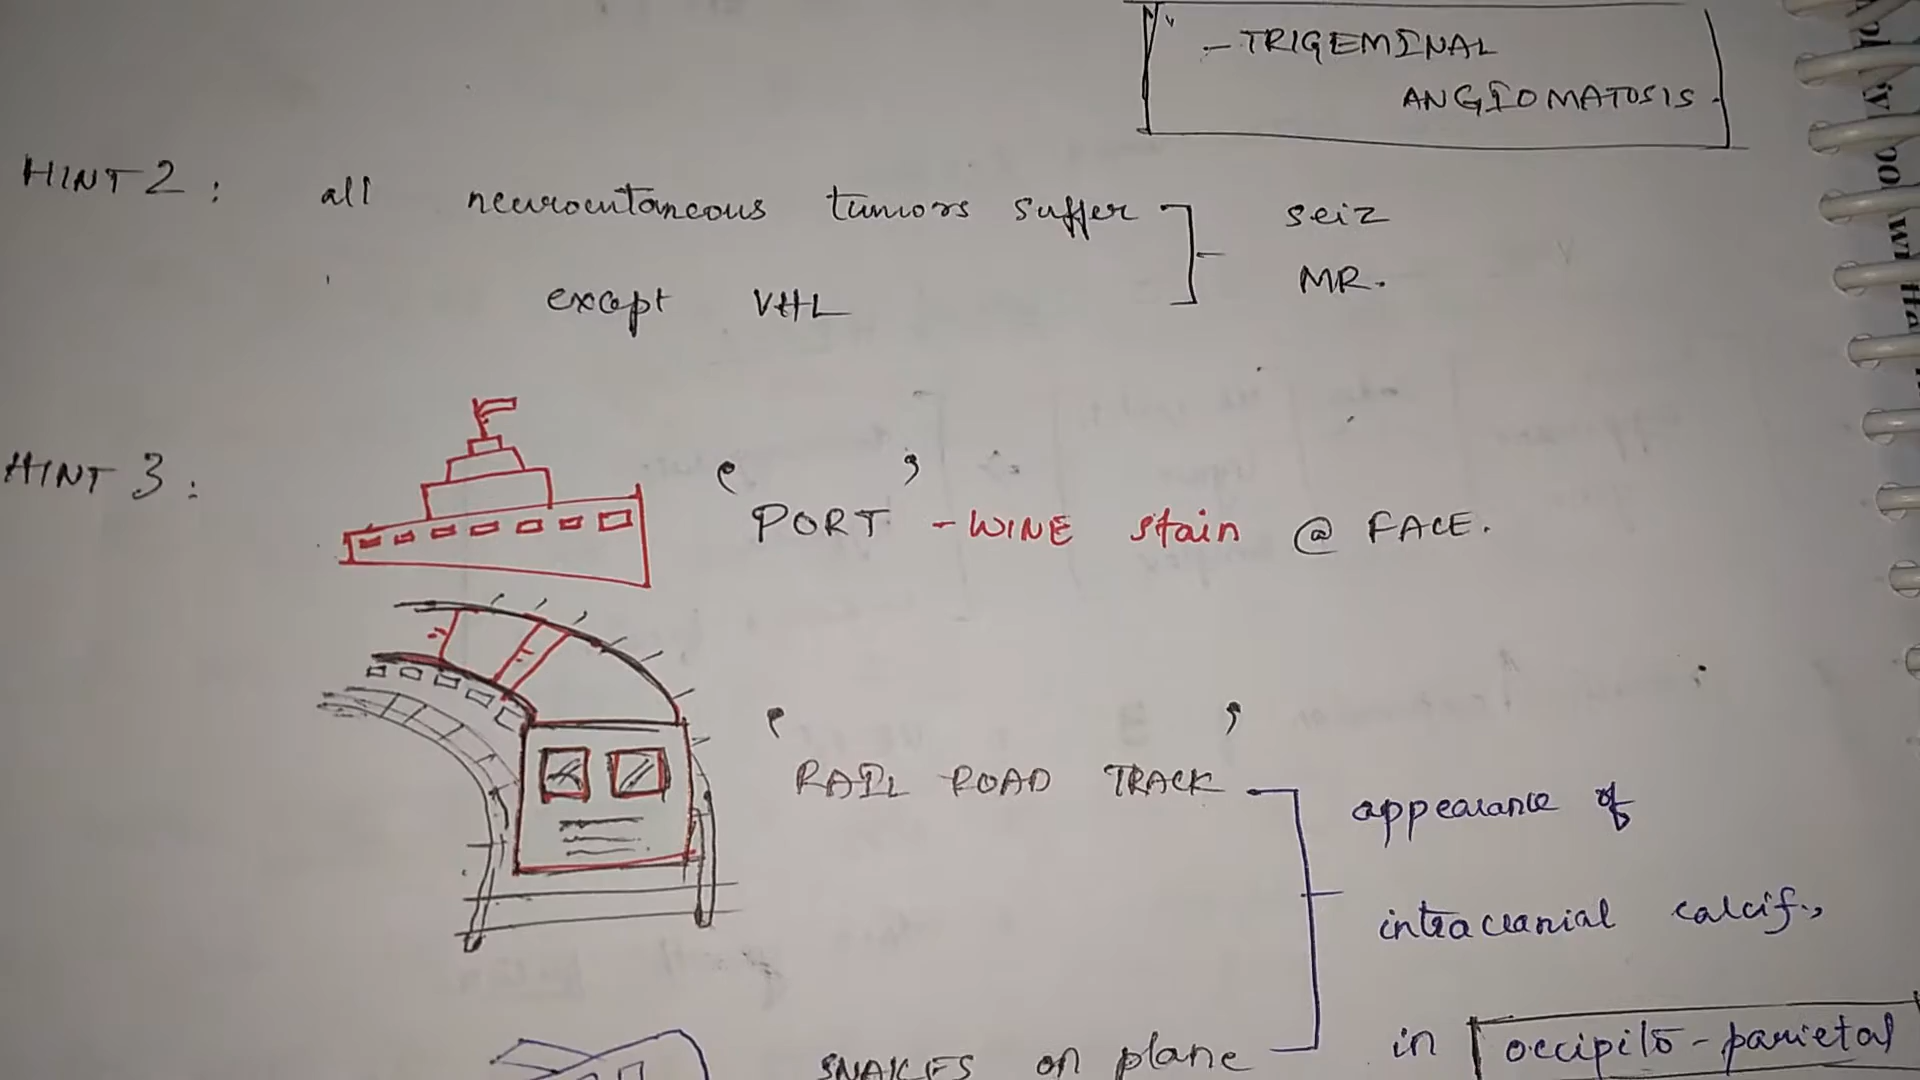 - TRIGEMINAL
ANGIOMATOSIS.
HINT 2 : all neurocutaneous tumors suffer seiz
except VHL MR.
HINT 3 :
' PORT ' - WINE stain @ FACE.
' RAIL ROAD TRACK '
appearance of
intracranial calcif.,
in occipito - parietal
SNAKES on plane